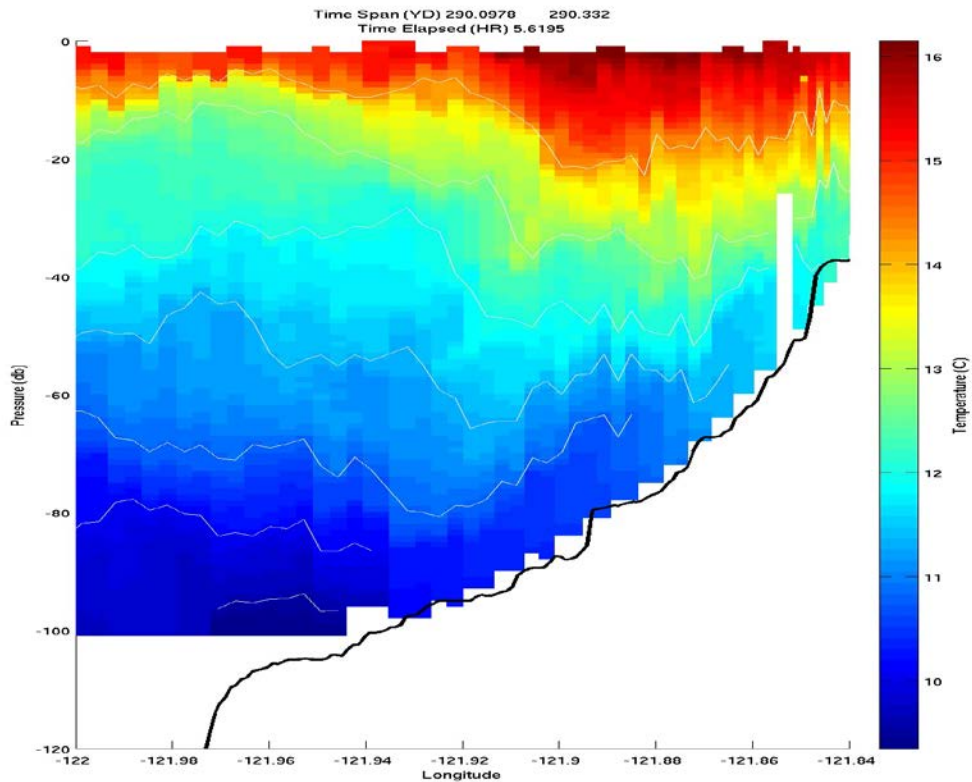 Time Span (YD) 290.0978 290.332
Time Elapsed (HR) 5.6195
0
-20
-40
-60
-80
-100
-120
Pressure (db)
-122 -121.98 -121.96 -121.94 -121.92 -121.9 -121.88 -121.86 -121.84
Longitude
16
15
14
13
12
11
10
Temperature (C)